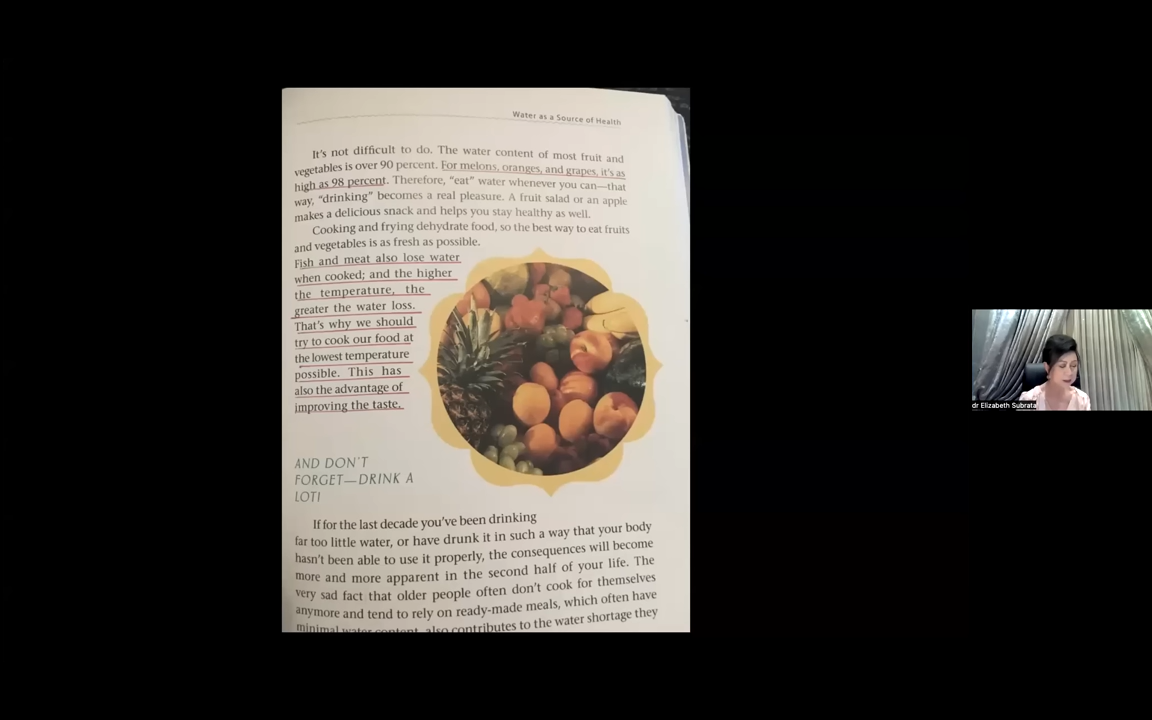 Water as a Source of Health
It's not difficult to do. The water content of most fruit and
vegetables is over 90 percent. For melons, oranges, and grapes, it's as
high as 98 percent. Therefore, "eat" water whenever you can—that
way, "drinking" becomes a real pleasure. A fruit salad or an apple
makes a delicious snack and helps you stay healthy as well.
Cooking and frying dehydrate food, so the best way to eat fruits
and vegetables is as fresh as possible.
Fish and meat also lose water
when cooked; and the higher
the temperature, the
greater the water loss.
That's why we should
try to cook our food at
the lowest temperature
possible. This has
also the advantage of
improving the taste.
AND DON'T
FORGET—DRINK A
LOT!
If for the last decade you've been drinking
far too little water, or have drunk it in such a way that your body
hasn't been able to use it properly, the consequences will become
more and more apparent in the second half of your life. The
very sad fact that older people often don't cook for themselves
anymore and tend to rely on ready-made meals, which often have
minimal water content, also contributes to the water shortage they
dr Elizabeth Subrata